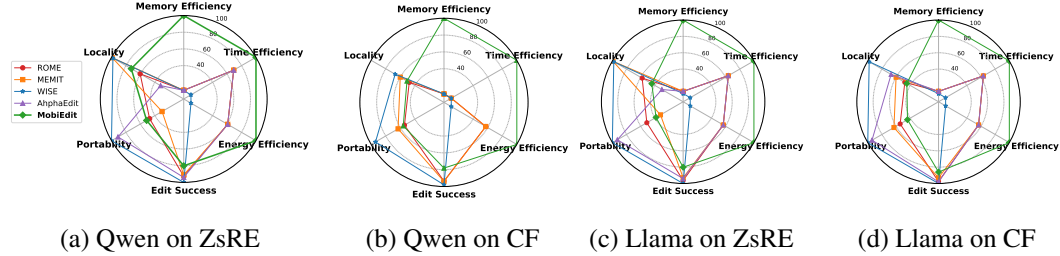 Memory Efficiency
Time Efficiency
Energy Efficiency
Edit Success
Portability
Locality
100
80
60
40
ROME
MEMIT
WISE
AhphaEdit
MobiEdit
(a) Qwen on ZsRE
Memory Efficiency
Time Efficiency
Energy Efficiency
Edit Success
Portability
Locality
100
80
60
40
(b) Qwen on CF
Memory Efficiency
Time Efficiency
Energy Efficiency
Edit Success
Portability
Locality
100
80
60
40
(c) Llama on ZsRE
Memory Efficiency
Time Efficiency
Energy Efficiency
Edit Success
Portability
Locality
100
80
60
40
(d) Llama on CF